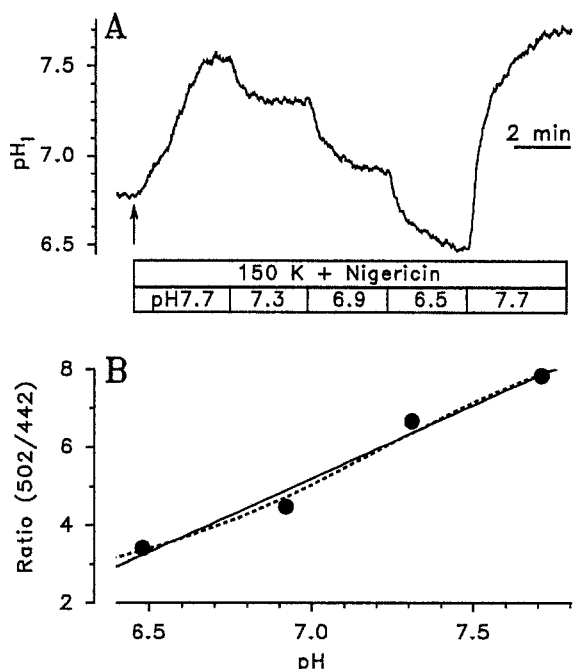 A
7.5
7.0
6.5
pHI
2 min
150 K + Nigericin
pH7.7 7.3 6.9 6.5 7.7
B
8
6
4
2
Ratio (502/442)
6.5 7.0 7.5
pH